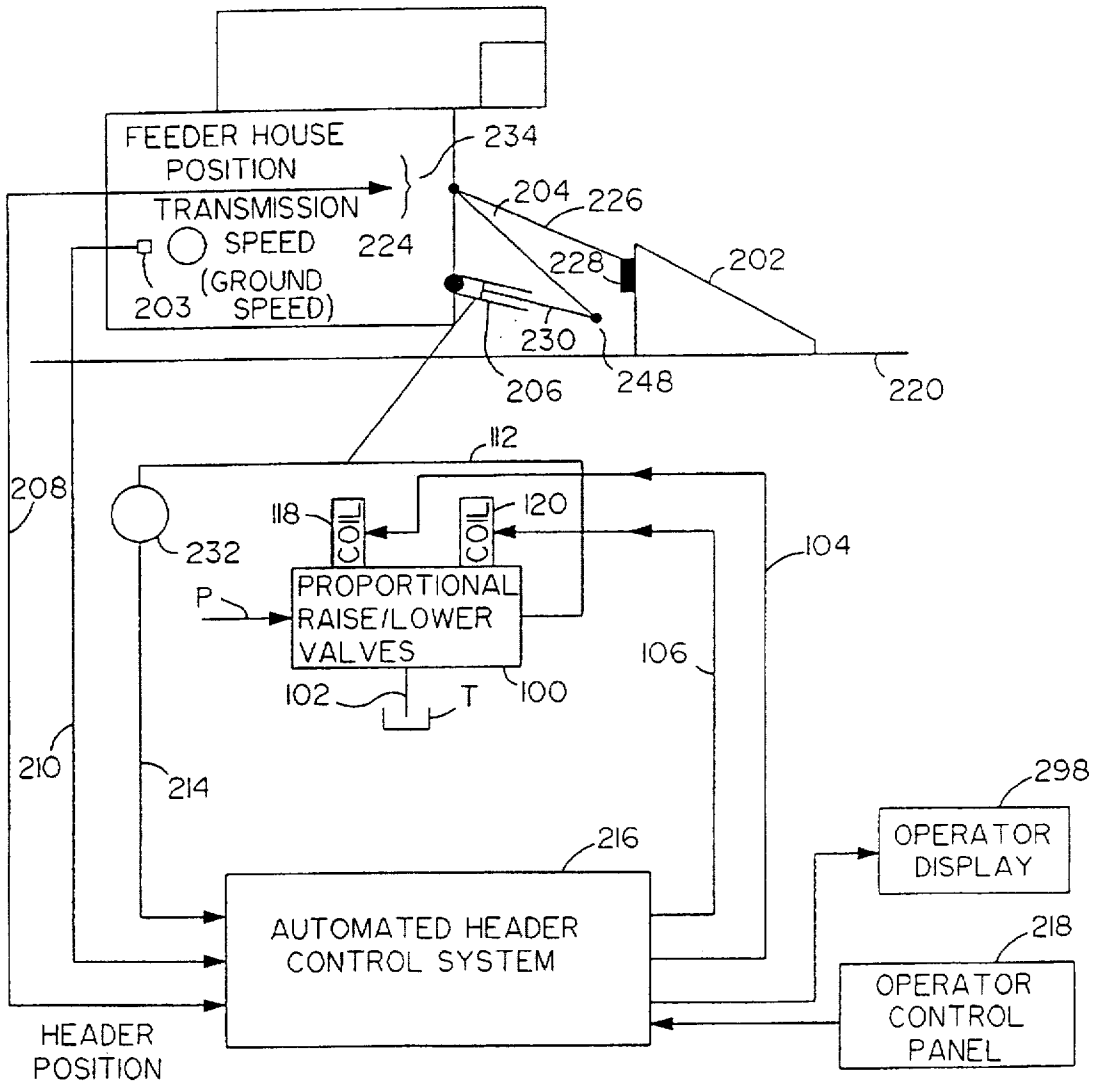 FEEDER HOUSE
POSITION
234
TRANSMISSION
224
SPEED
(GROUND
SPEED)
203
204
226
228
202
230
206
248
220
208
112
118
COIL
120
COIL
232
104
P
PROPORTIONAL
RAISE/LOWER
VALVES
106
102
T
100
210
214
298
OPERATOR
DISPLAY
216
AUTOMATED HEADER
CONTROL SYSTEM
218
OPERATOR
CONTROL
PANEL
HEADER
POSITION